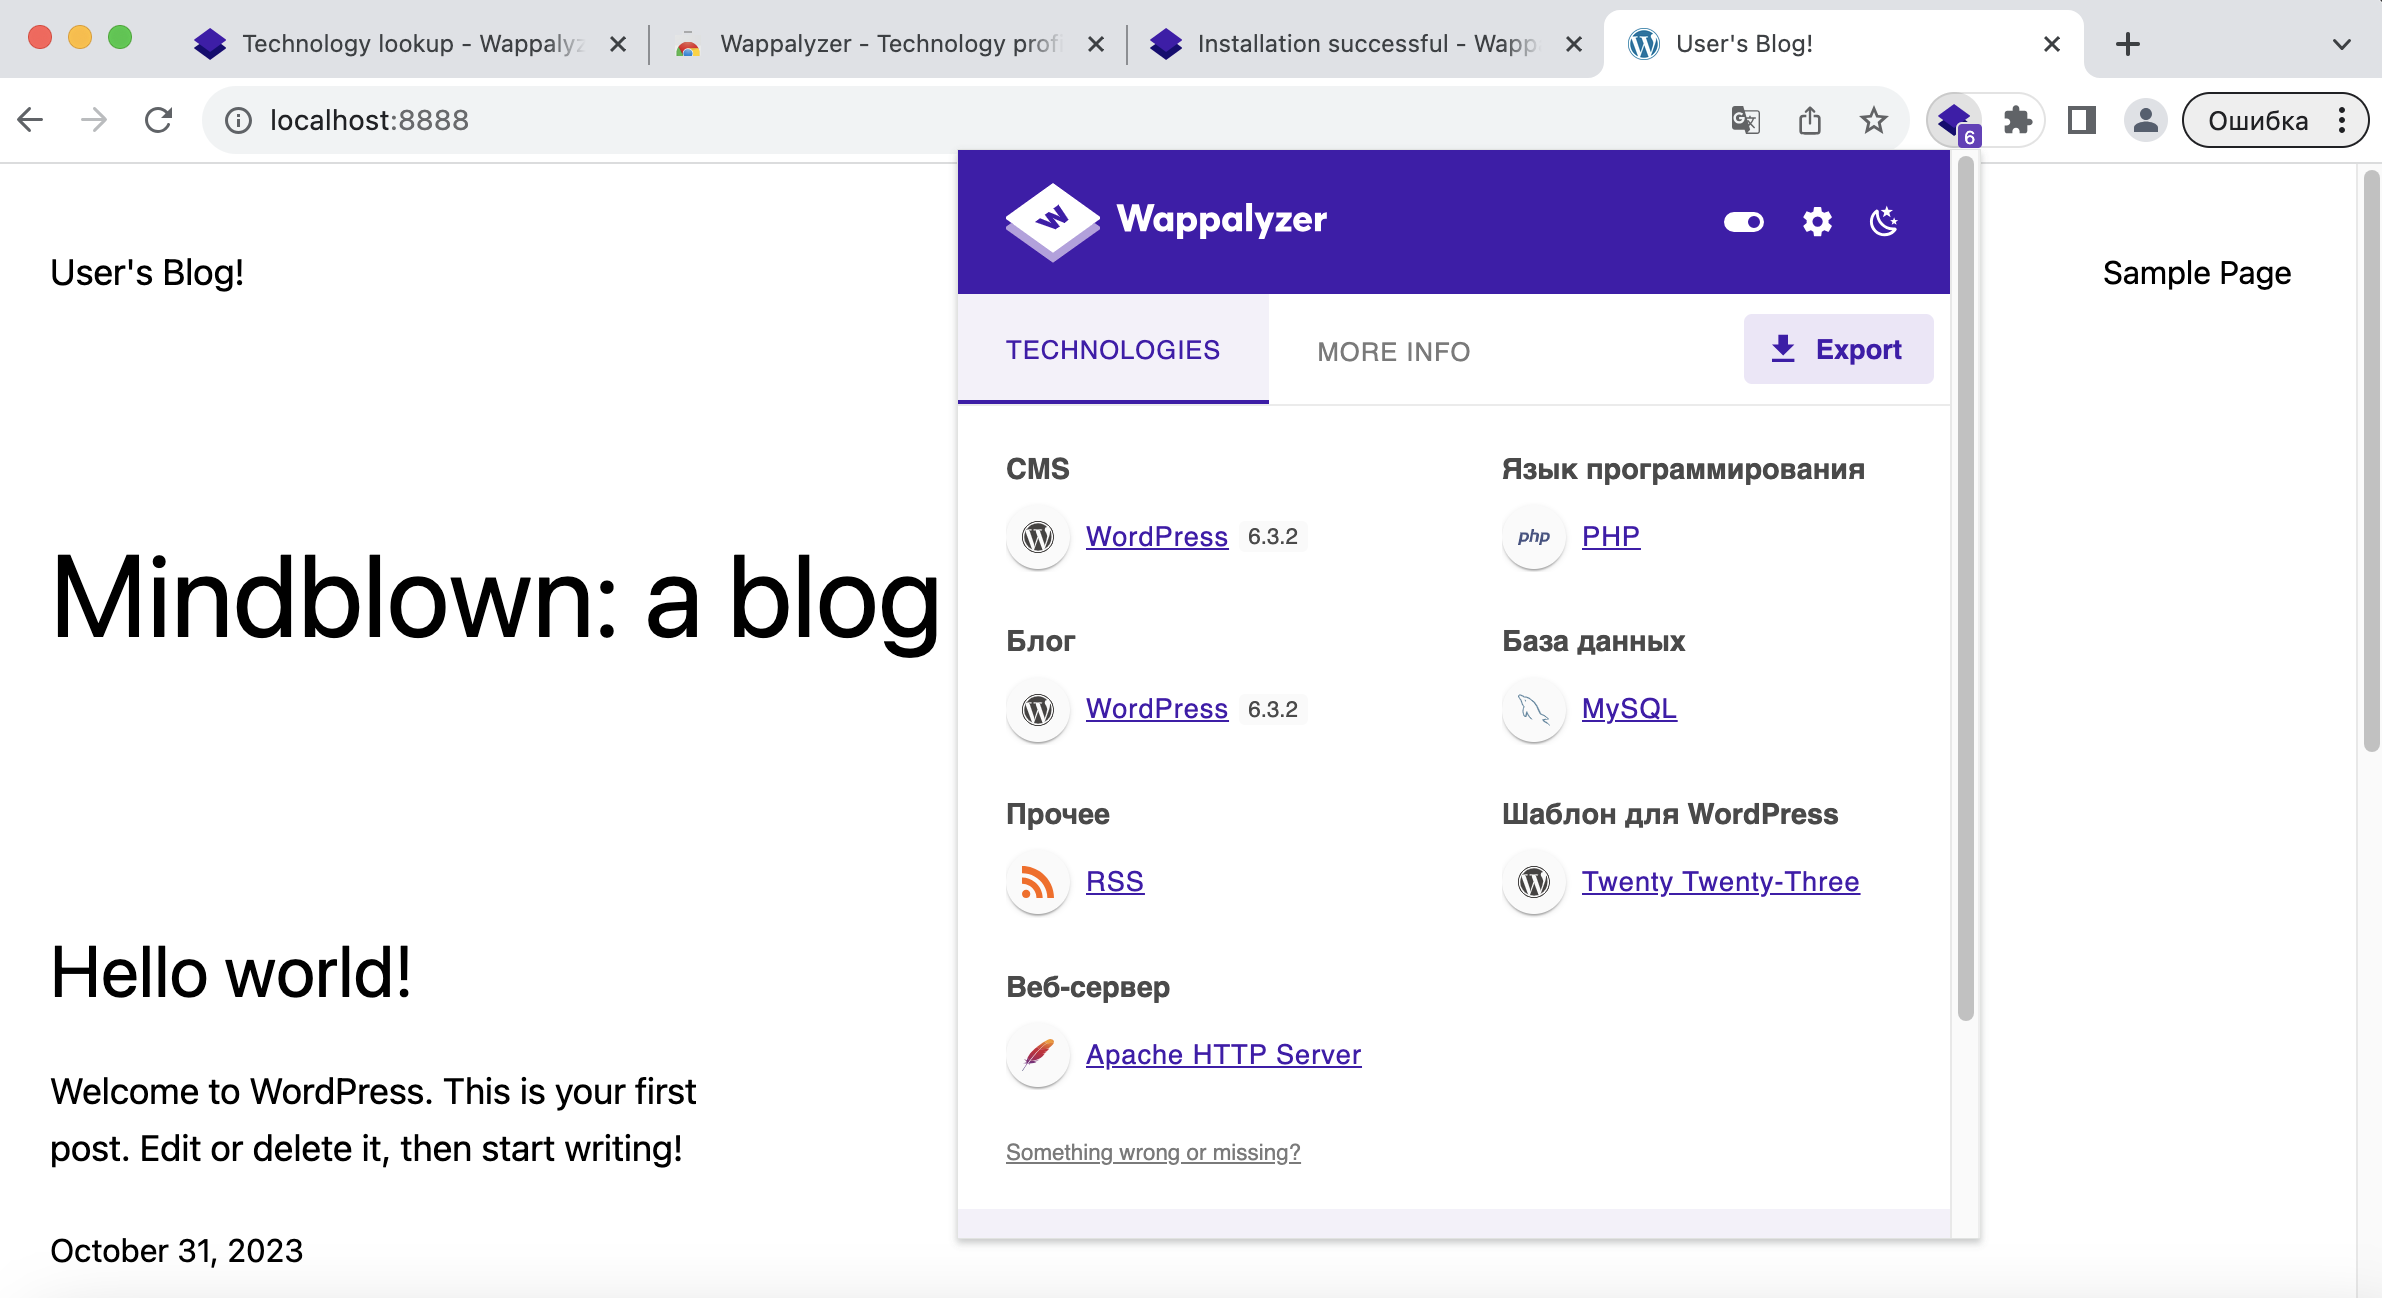 Technology lookup - Wappalyz
Wappalyzer - Technology prof
Installation successful - Wapp
User's Blog!
localhost:8888
6
Ошибка
User's Blog!
Sample Page
Mindblown: a blog
Hello world!
Welcome to WordPress. This is your first
post. Edit or delete it, then start writing!
October 31, 2023
Wappalyzer
TECHNOLOGIES
MORE INFO
Export
CMS
WordPress 6.3.2
Язык программирования
php PHP
Блог
WordPress 6.3.2
База данных
MySQL
Прочее
RSS
Шаблон для WordPress
Twenty Twenty-Three
Веб-сервер
Apache HTTP Server
Something wrong or missing?